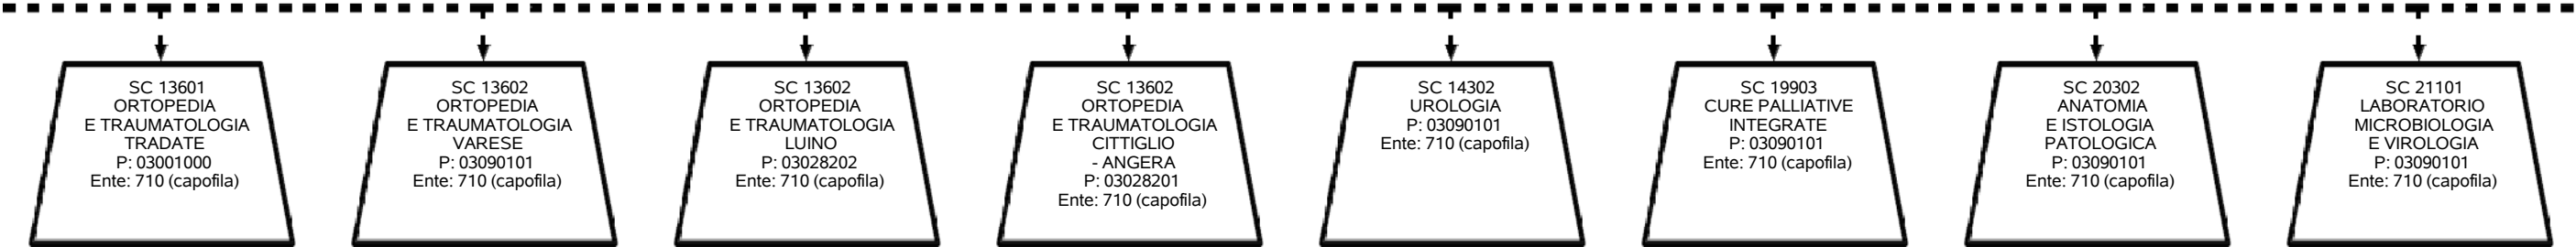 SC 13601
ORTOPEDIA
E TRAUMATOLOGIA
TRADATE
P: 03001000
Ente: 710 (capofila)
SC 13602
ORTOPEDIA
E TRAUMATOLOGIA
VARESE
P: 03090101
Ente: 710 (capofila)
SC 13602
ORTOPEDIA
E TRAUMATOLOGIA
LUINO
P: 03028202
Ente: 710 (capofila)
SC 13602
ORTOPEDIA
E TRAUMATOLOGIA
CITTIGLIO
- ANGERA
P: 03028201
Ente: 710 (capofila)
SC 14302
UROLOGIA
P: 03090101
Ente: 710 (capofila)
SC 19903
CURE PALLIATIVE
INTEGRATE
P: 03090101
Ente: 710 (capofila)
SC 20302
ANATOMIA
E ISTOLOGIA
PATOLOGICA
P: 03090101
Ente: 710 (capofila)
SC 21101
LABORATORIO
MICROBIOLOGIA
E VIROLOGIA
P: 03090101
Ente: 710 (capofila)